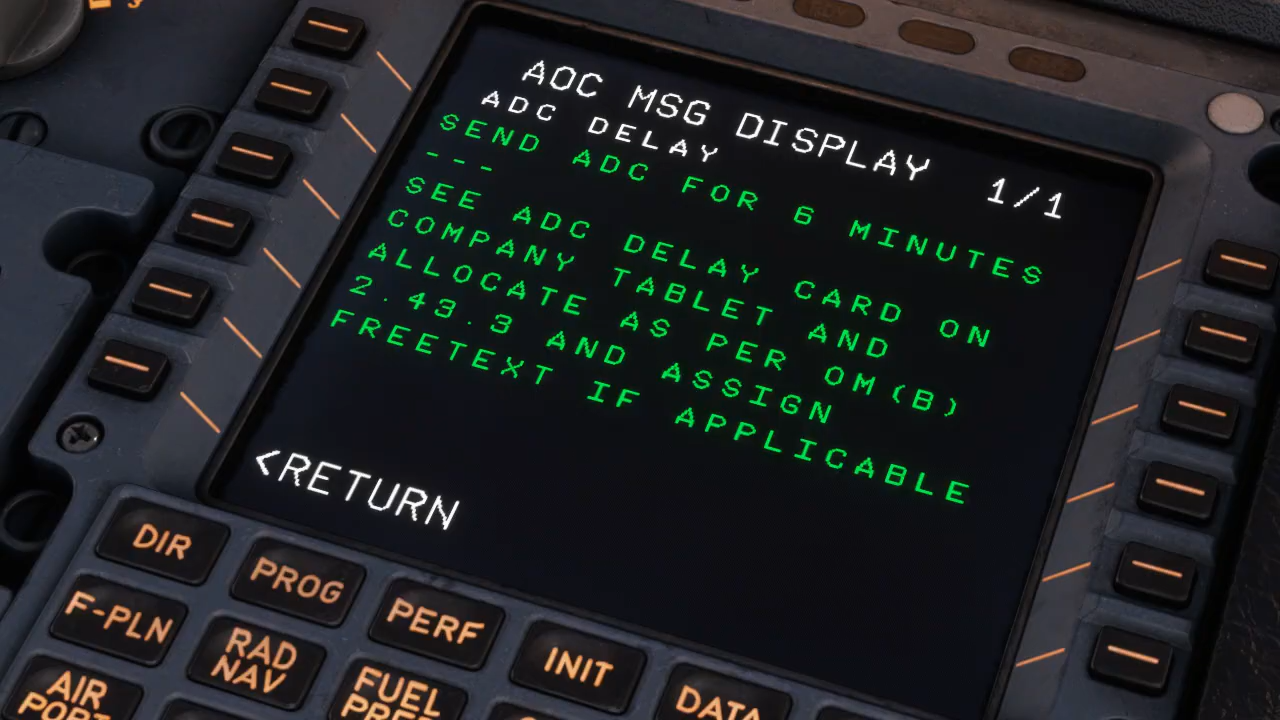 AOC MSG DISPLAY
1/1
ADC DELAY
SEND ADC FOR 6 MINUTES
---
SEE ADC DELAY CARD ON
COMPANY TABLET AND
ALLOCATE AS PER OM(B)
2.43.3 AND ASSIGN
FREETEXT IF APPLICABLE
<RETURN
DIR
PROG
PERF
INIT
DATA
F-PLN
RAD
NAV
FUEL
AIR